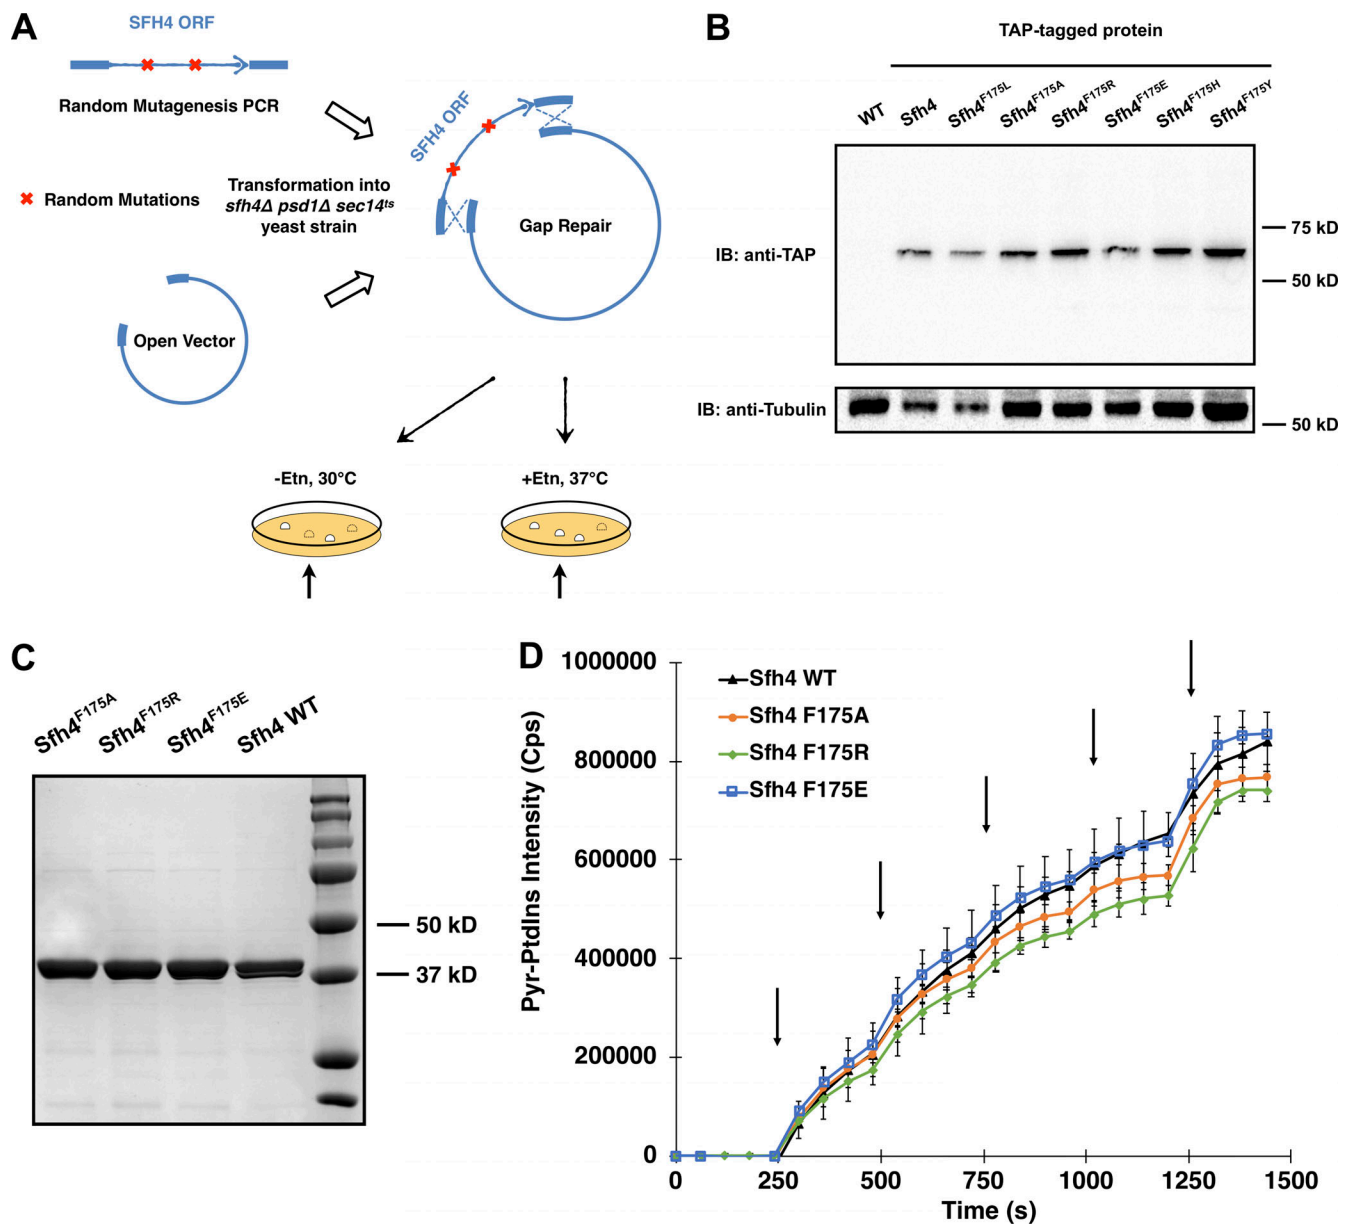 A
SFH4 ORF
Random Mutagenesis PCR
Random Mutations
Transformation into
sfh4Δ psd1Δ sec14ts
yeast strain
Open Vector
SFH4 ORF
Gap Repair
-Etn, 30°C
+Etn, 37°C
B
TAP-tagged protein
WT
Sfh4
Sfh4F175L
Sfh4F175A
Sfh4F175R
Sfh4F175E
Sfh4F175H
Sfh4F175Y
IB: anti-TAP
75 kD
50 kD
IB: anti-Tubulin
50 kD
C
Sfh4F175A
Sfh4F175R
Sfh4F175E
Sfh4 WT
50 kD
37 kD
D
Pyr-PtdIns Intensity (Cps)
1000000
800000
600000
400000
200000
0
Sfh4 WT
Sfh4 F175A
Sfh4 F175R
Sfh4 F175E
0
250
500
750
1000
1250
1500
Time (s)